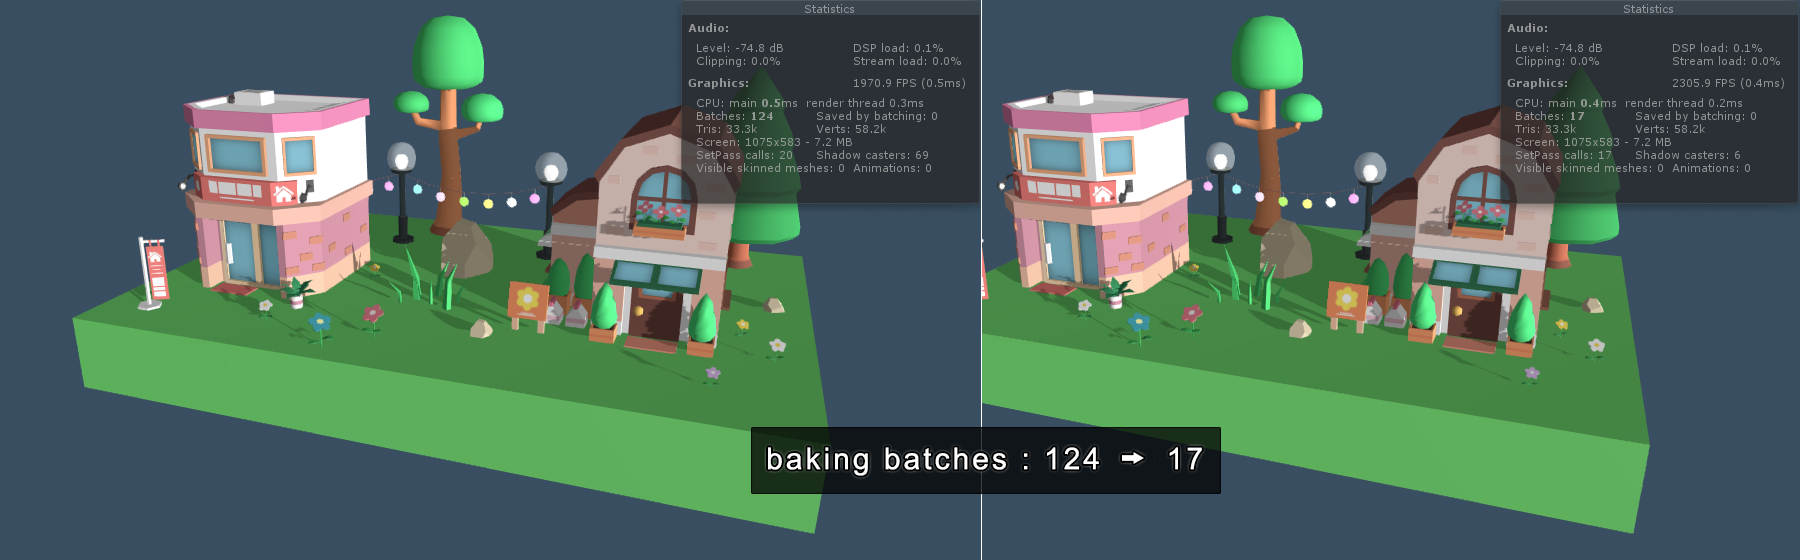 Statistics
Audio:
Level: -74.8 dB DSP load: 0.1%
Clipping: 0.0% Stream load: 0.0%
Graphics: 1970.9 FPS (0.5ms)
CPU: main 0.5ms render thread 0.3ms
Batches: 124 Saved by batching: 0
Tris: 33.3k Verts: 58.2k
Screen: 1075x583 - 7.2 MB
SetPass calls: 20 Shadow casters: 69
Visible skinned meshes: 0 Animations: 0
Statistics
Audio:
Level: -74.8 dB DSP load: 0.1%
Clipping: 0.0% Stream load: 0.0%
Graphics: 2305.9 FPS (0.4ms)
CPU: main 0.4ms render thread 0.2ms
Batches: 17 Saved by batching: 0
Tris: 33.3k Verts: 58.2k
Screen: 1075x583 - 7.2 MB
SetPass calls: 17 Shadow casters: 6
Visible skinned meshes: 0 Animations: 0
baking batches : 124 ➡ 17